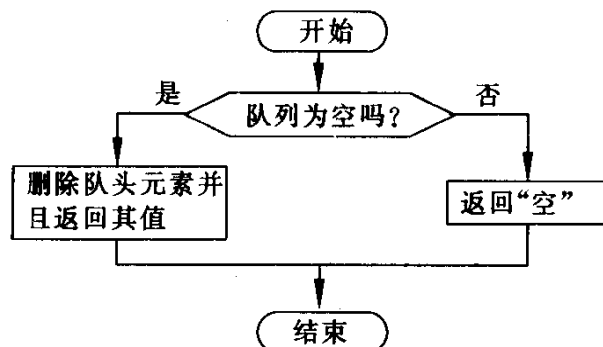 开始
是
队列为空吗?
否
删除队头元素并
且返回其值
返回“空”
结束